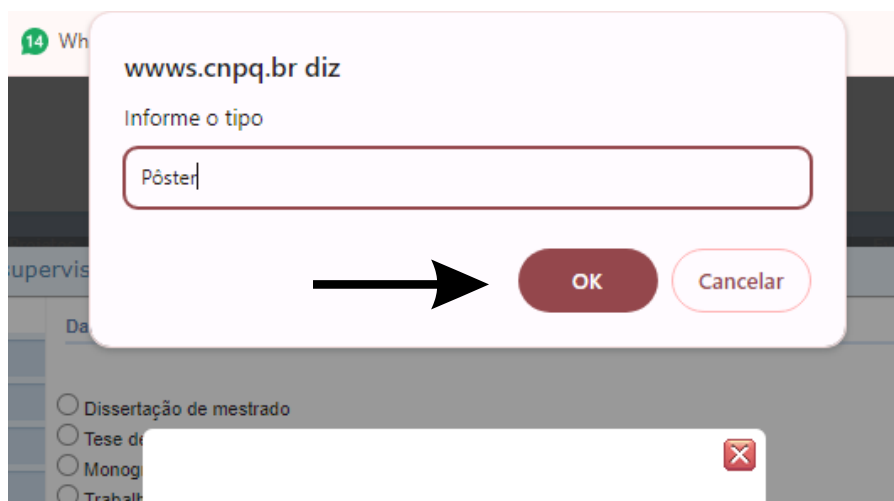 14 Wh
wwws.cnpq.br diz
Informe o tipo
Pôster
supervis
OK Cancelar
Da
Dissertação de mestrado
Tese de
Monogr
Trabalh